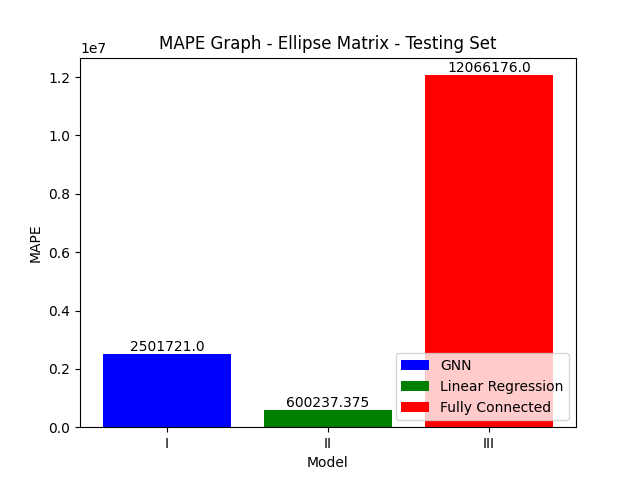 MAPE Graph - Ellipse Matrix - Testing Set
1e7
12066176.0
1.2
1.0
0.8
0.6
0.4
0.2
0.0
MAPE
2501721.0
600237.375
GNN
Linear Regression
Fully Connected
I
II
III
Model